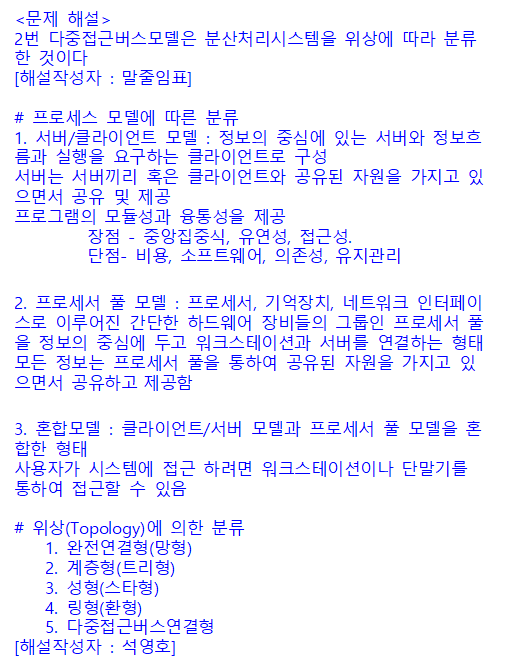 <문제 해설>
2번 다중접근버스모델은 분산처리시스템을 위상에 따라 분류
한 것이다
[해설작성자 : 말줄임표]
# 프로세스 모델에 따른 분류
1. 서버/클라이언트 모델 : 정보의 중심에 있는 서버와 정보흐
름과 실행을 요구하는 클라이언트로 구성
서버는 서버끼리 혹은 클라이언트와 공유된 자원을 가지고 있
으면서 공유 및 제공
프로그램의 모듈성과 융통성을 제공
장점 - 중앙집중식, 유연성, 접근성.
단점- 비용, 소프트웨어, 의존성, 유지관리
2. 프로세서 풀 모델 : 프로세서, 기억장치, 네트워크 인터페이
스로 이루어진 간단한 하드웨어 장비들의 그룹인 프로세서 풀
을 정보의 중심에 두고 워크스테이션과 서버를 연결하는 형태
모든 정보는 프로세서 풀을 통하여 공유된 자원을 가지고 있
으면서 공유하고 제공함
3. 혼합모델 : 클라이언트/서버 모델과 프로세서 풀 모델을 혼
합한 형태
사용자가 시스템에 접근 하려면 워크스테이션이나 단말기를
통하여 접근할 수 있음
# 위상(Topology)에 의한 분류
1. 완전연결형(망형)
2. 계층형(트리형)
3. 성형(스타형)
4. 링형(환형)
5. 다중접근버스연결형
[해설작성자 : 석영호]